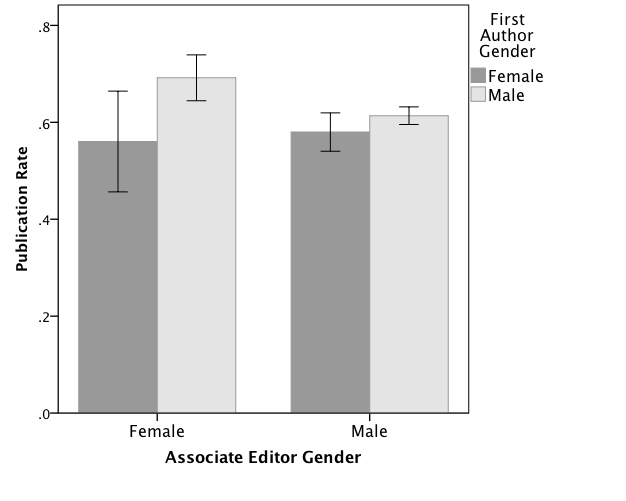 First
Author
Gender
Female
Male
.8
.6
.4
.2
.0
Publication Rate
Female Male
Associate Editor Gender